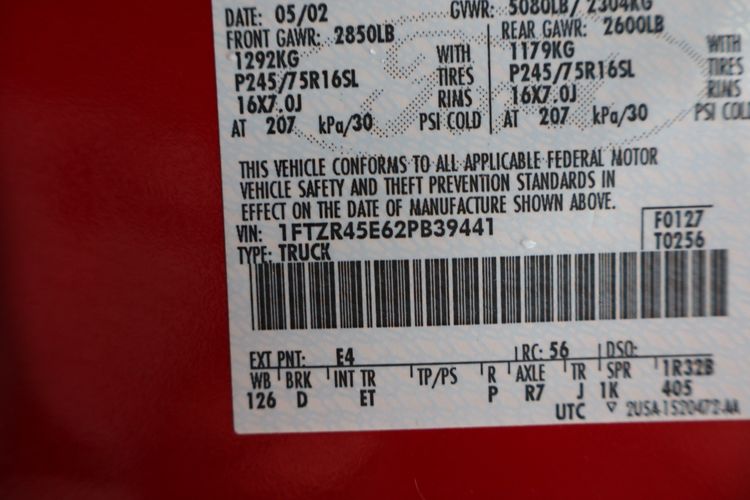 DATE: 05/02 GVWR: 5080LB/ 2304KG
FRONT GAWR: 2850LB REAR GAWR: 2600LB
1292KG WITH 1179KG WITH
P245/75R16SL TIRES P245/75R16SL TIRES
16X7.0J RIMS 16X7.0J RIMS
AT 207 kPa/30 PSI COLD AT 207 kPa/30 PSI COLD
THIS VEHICLE CONFORMS TO ALL APPLICABLE FEDERAL MOTOR
VEHICLE SAFETY AND THEFT PREVENTION STANDARDS IN
EFFECT ON THE DATE OF MANUFACTURE SHOWN ABOVE.
VIN: 1FTZR45E62PB39441 F0127
TYPE: TRUCK T0256
EXT PNT: E4 RC: 56 DSO:
WB BRK INT TR TP/PS R AXLE TR SPR 1R32B
126 D ET P R7 J 1K 405
UTC ▽ 2USA-1520472-AA